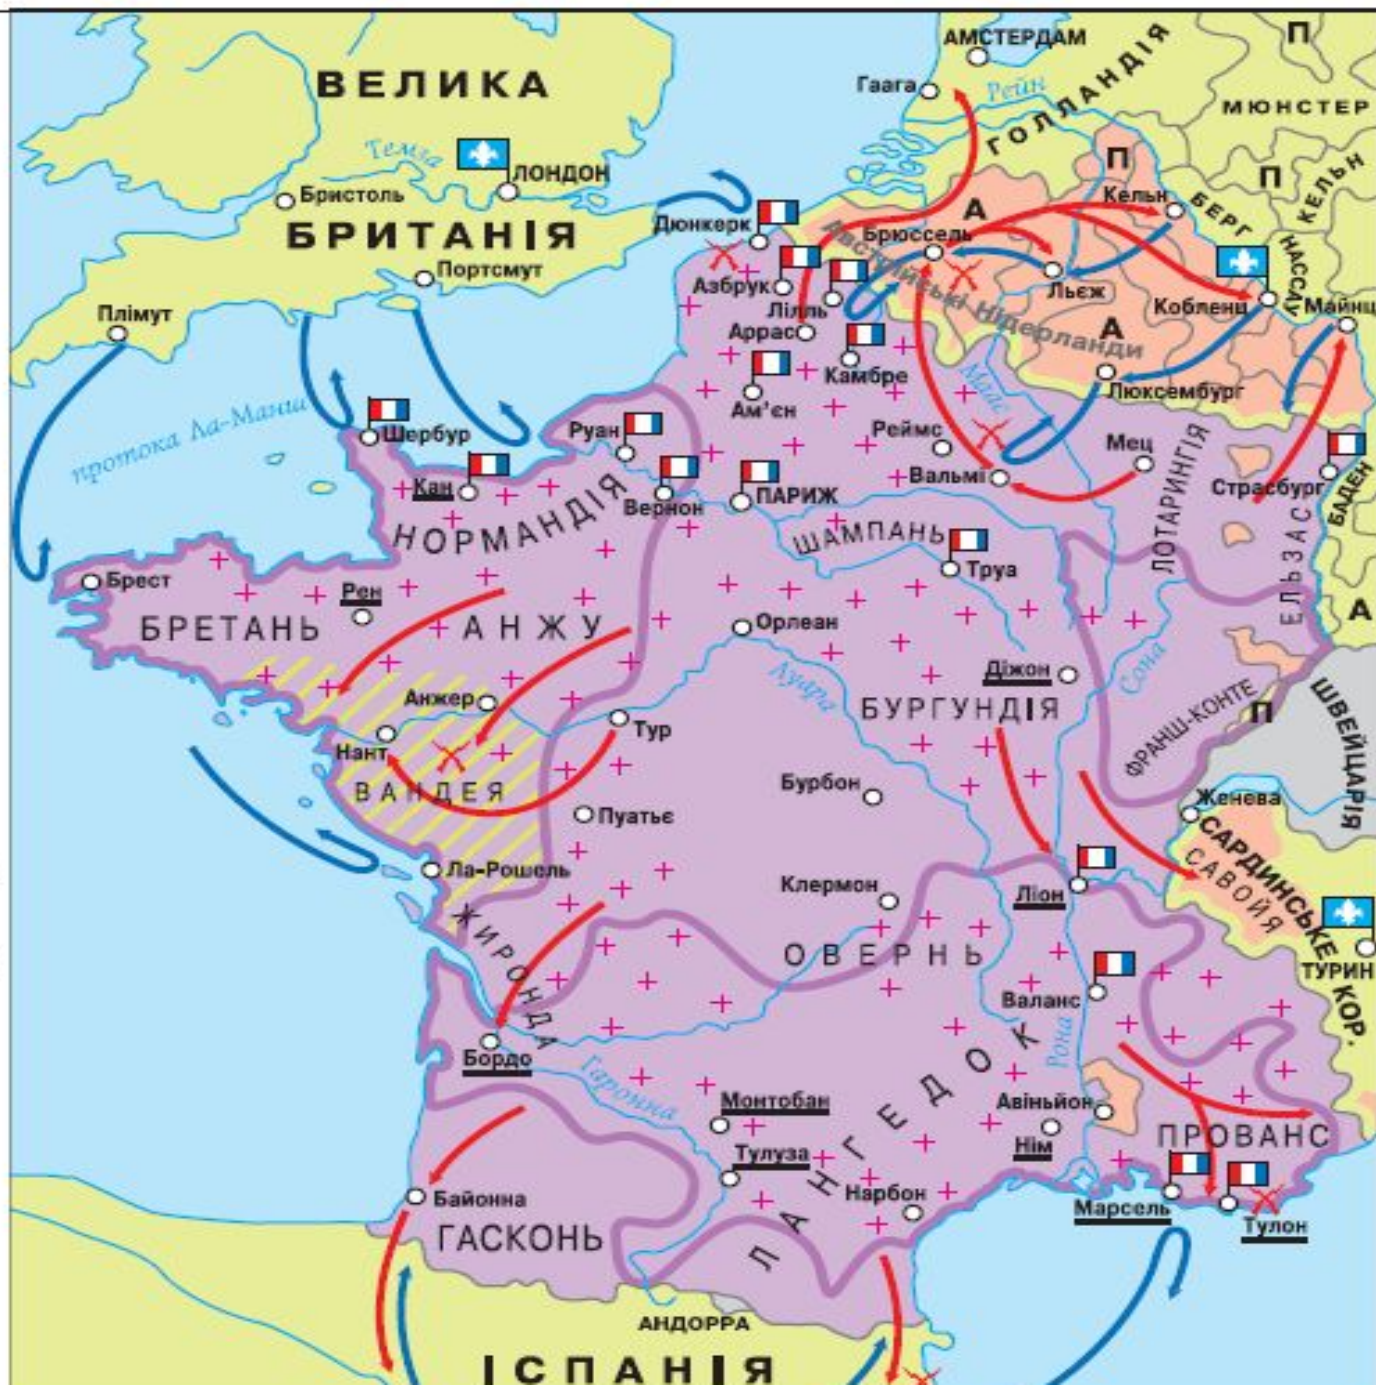 АМСТЕРДАМ
П
ВЕЛИКА
Гаага
Рейн
ГОЛЛАНДІЯ
МЮНСТЕР
Темза
ЛОНДОН
П
П
КЕЛЬН
Бристоль
Кельн
БЕРГ
БРИТАНІЯ
Дюнкерк
А
Брюссель
НАССАУ
Портсмут
Азбрук
Австрійські Нідерланди
Льєж
Кобленц
Майнц
Плімут
Лілль
Аррас
А
Камбре
Люксембург
протока Ла-Манш
Ам'єн
Маас
Шербур
Руан
Реймс
Мец
Кан
Вернон
ПАРИЖ
Вальмі
ЛОТАРИНГІЯ
Страсбург
БАДЕН
НОРМАНДІЯ
ШАМПАНЬ
ЕЛЬЗАС
Брест
Рен
Труа
БРЕТАНЬ
АНЖУ
Орлеан
А
Луара
Діжон
Сона
Анжер
БУРГУНДІЯ
ФРАНШ-КОНТЕ
П
ШВЕЙЦАРІЯ
Нант
Тур
ВАНДЕЯ
Бурбон
Женева
Пуатьє
САРДИНСЬКЕ КОР.
САВОЙЯ
Ла-Рошель
Клермон
Ліон
ЖИРОНДА
ОВЕРНЬ
ТУРИН
Валанс
Бордо
Рона
Гаронна
Монтобан
ЛАНГЕДОК
Авіньйон
Нім
ПРОВАНС
Тулуза
Байонна
Нарбон
Марсель
Тулон
ГАСКОНЬ
АНДОРРА
ІСПАНІЯ